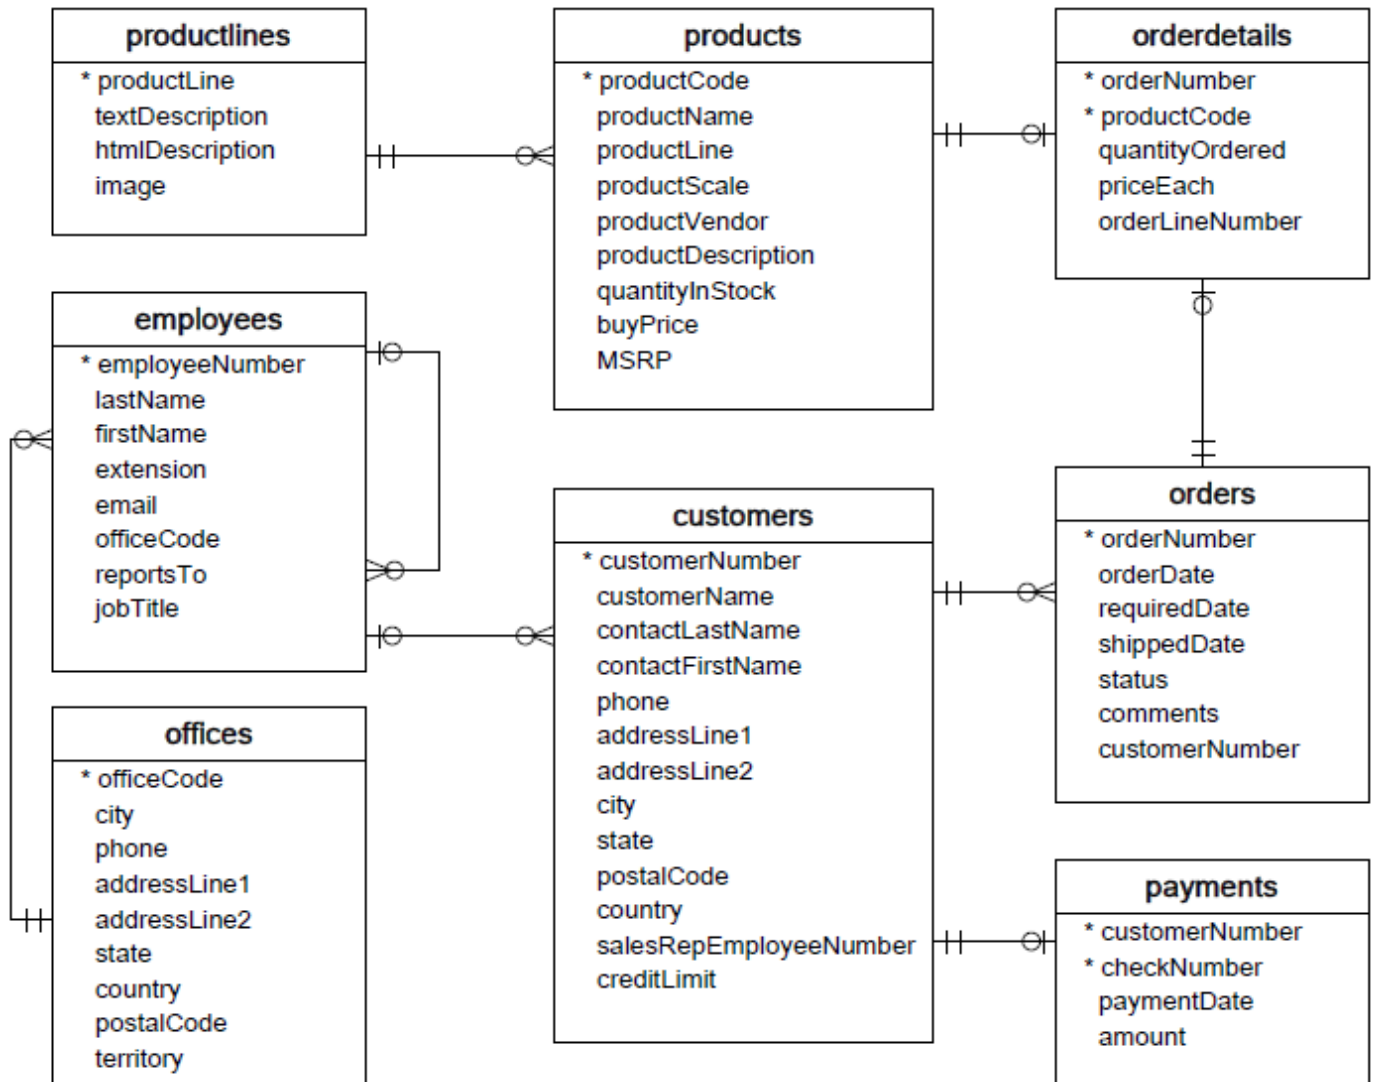 productlines
* productLine
textDescription
htmlDescription
image
products
* productCode
productName
productLine
productScale
productVendor
productDescription
quantityInStock
buyPrice
MSRP
orderdetails
* orderNumber
* productCode
quantityOrdered
priceEach
orderLineNumber
employees
* employeeNumber
lastName
firstName
extension
email
officeCode
reportsTo
jobTitle
customers
* customerNumber
customerName
contactLastName
contactFirstName
phone
addressLine1
addressLine2
city
state
postalCode
country
salesRepEmployeeNumber
creditLimit
orders
* orderNumber
orderDate
requiredDate
shippedDate
status
comments
customerNumber
offices
* officeCode
city
phone
addressLine1
addressLine2
state
country
postalCode
territory
payments
* customerNumber
* checkNumber
paymentDate
amount